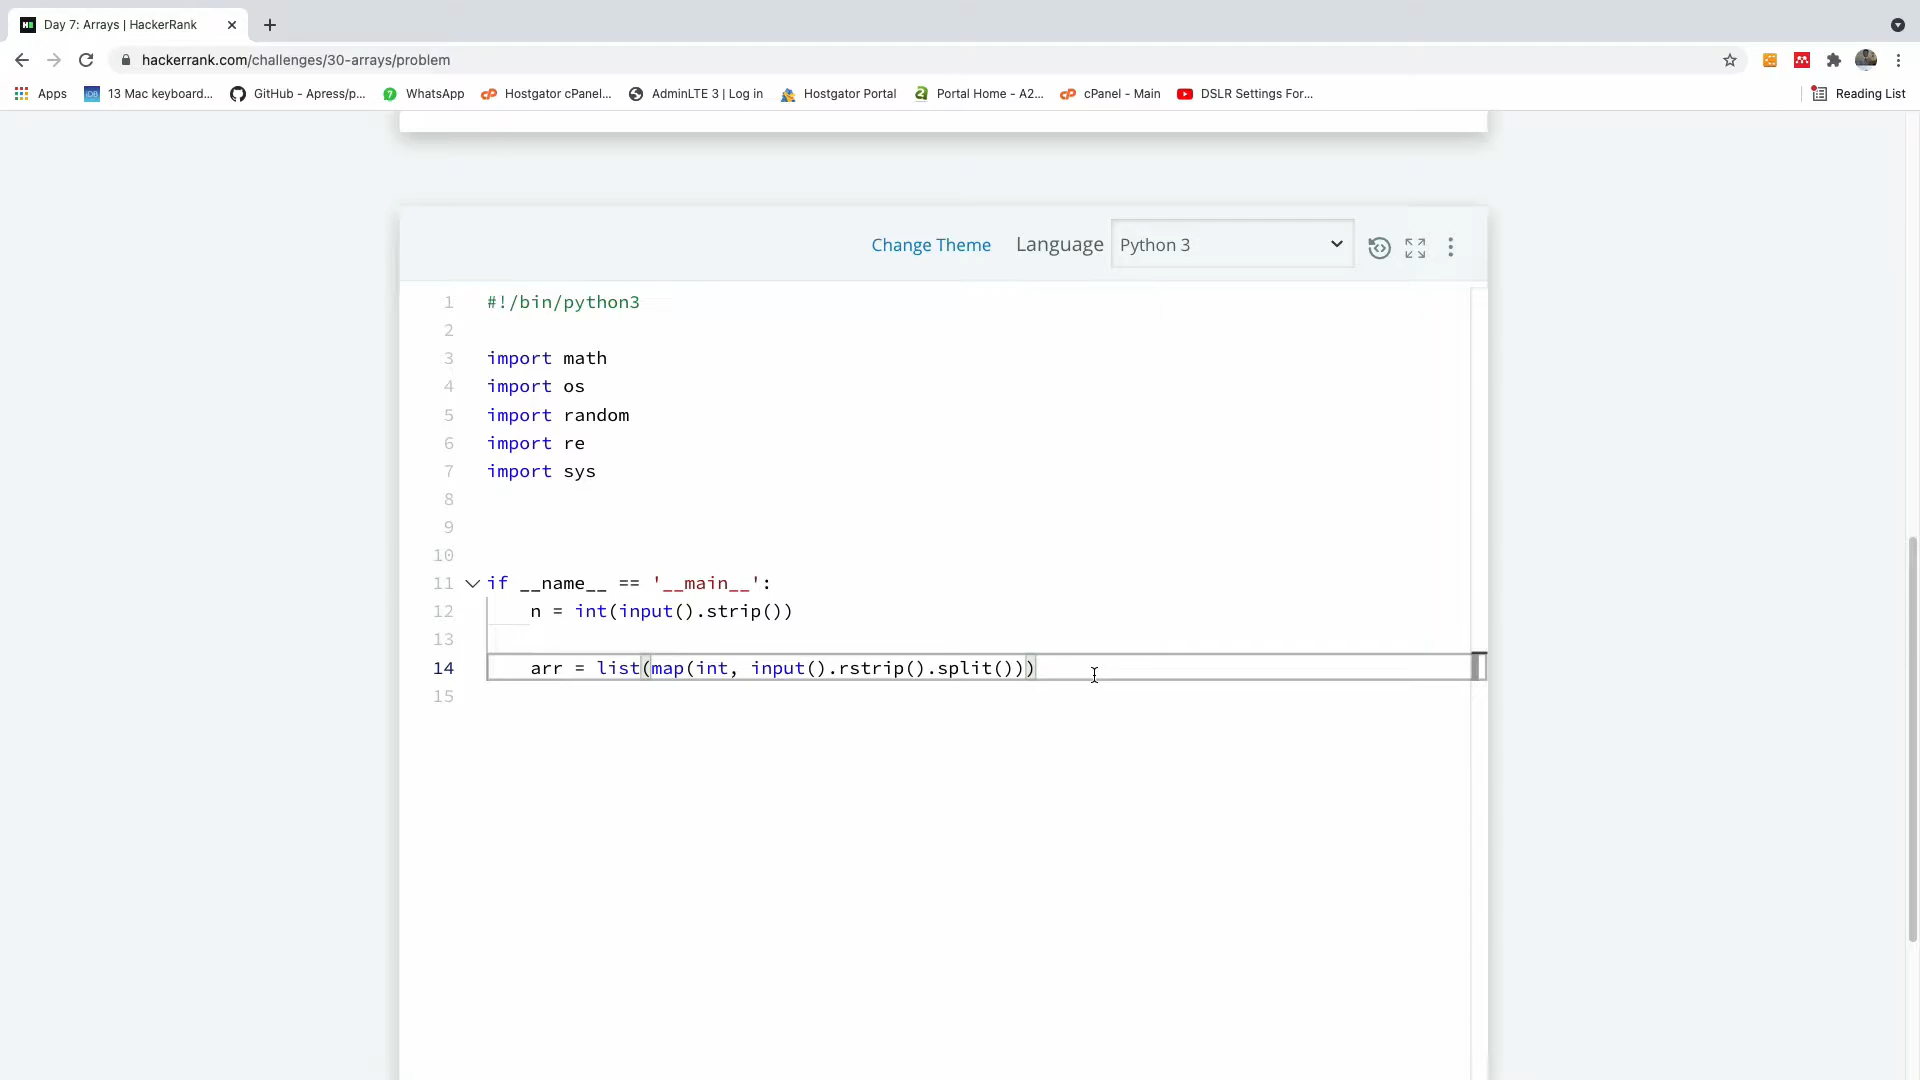 Day 7: Arrays | HackerRank
hackerrank.com/challenges/30-arrays/problem
Apps 13 Mac keyboard... GitHub - Apress/p... WhatsApp Hostgator cPanel... AdminLTE 3 | Log in Hostgator Portal Portal Home - A2... cPanel - Main DSLR Settings For... Reading List
Change Theme Language Python 3
1 #!/bin/python3
2
3 import math
4 import os
5 import random
6 import re
7 import sys
8
9
10
11 if __name__ == '__main__':
12 n = int(input().strip())
13
14 arr = list(map(int, input().rstrip().split()))
15